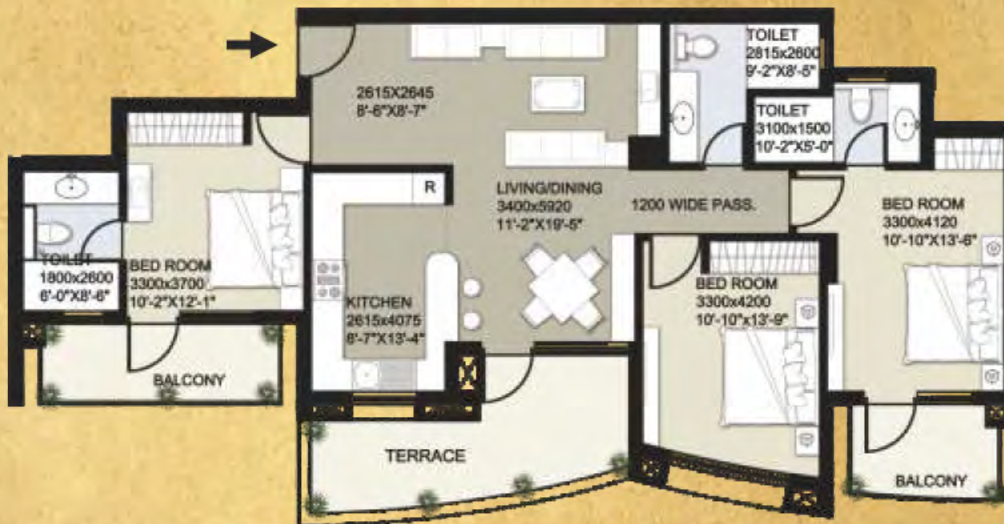 TOILET
2815x2600
9'-2"X8'-5"
2615X2645
8'-6"X8'-7"
TOILET
3100x1500
10'-2"X5'-0"
R
LIVING/DINING
3400x5920
11'-2"X19'-5"
1200 WIDE PASS.
BED ROOM
3300x4120
10'-10"X13'-6"
TOILET
1800x2600
6'-0"X8'-6"
BED ROOM
3300x3700
10'-2"X12'-1"
KITCHEN
2615x4075
8'-7"X13'-4"
BED ROOM
3300x4200
10'-10"x13'-9"
BALCONY
TERRACE
BALCONY